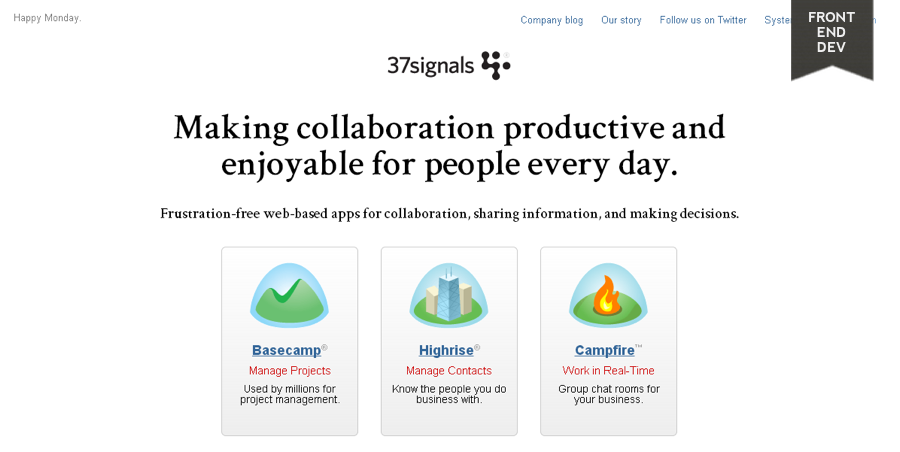 Happy Monday.
Company blog Our story Follow us on Twitter
FRONT
END
DEV
37signals
Making collaboration productive and
enjoyable for people every day.
Frustration-free web-based apps for collaboration, sharing information, and making decisions.
Basecamp®
Manage Projects
Used by millions for
project management.
Highrise®
Manage Contacts
Know the people you do
business with.
Campfire™
Work in Real-Time
Group chat rooms for
your business.